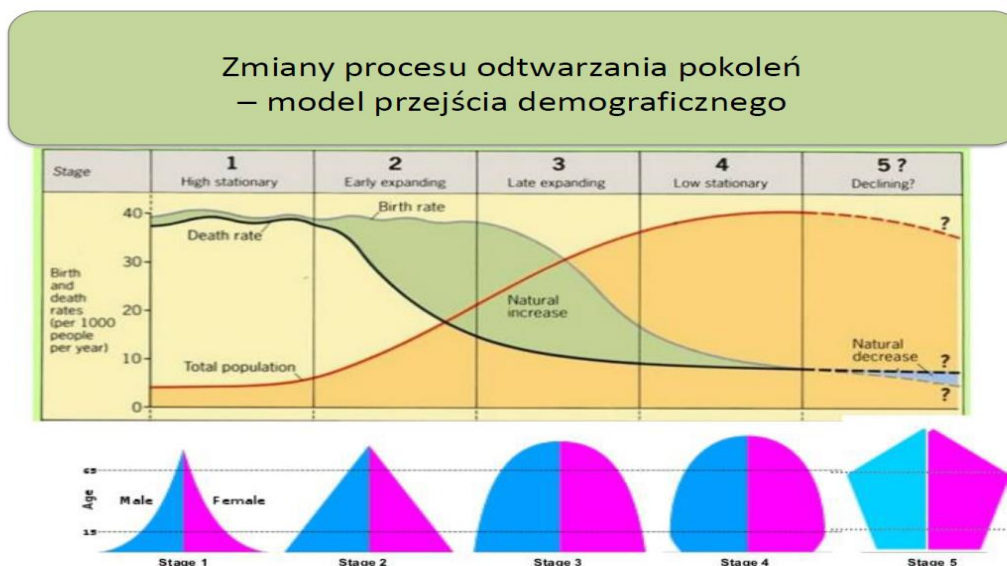 Zmiany procesu odtwarzania pokoleń
– model przejścia demograficznego
Stage
1
High stationary
2
Early expanding
3
Late expanding
4
Low stationary
5 ?
Declining?
Birth
and
death
rates
(per 1000
people
per year)
40
30
20
10
0
Birth rate
Death rate
Total population
Natural
increase
Natural
decrease
?
?
?
Age
65
15
Male
Female
Stage 1
Stage 2
Stage 3
Stage 4
Stage 5